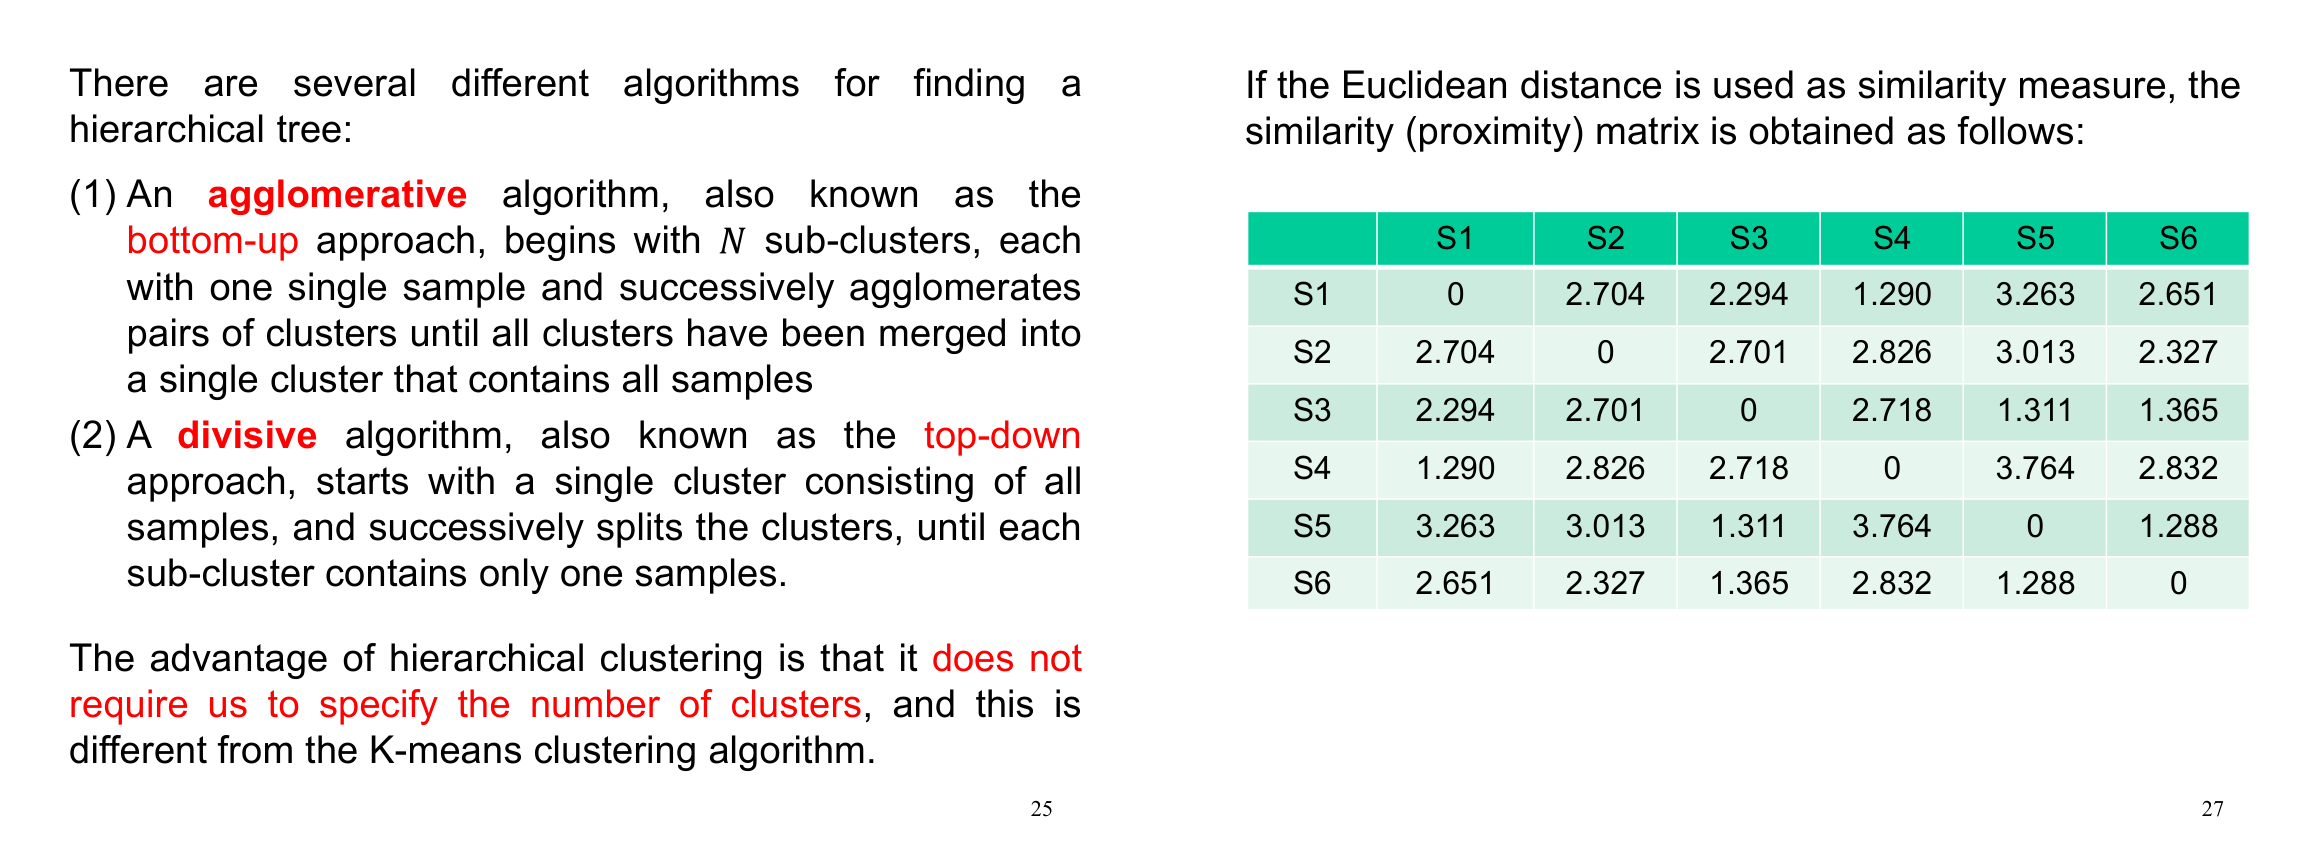 There are several different algorithms for finding a
hierarchical tree:
(1) An agglomerative algorithm, also known as the
bottom-up approach, begins with N sub-clusters, each
with one single sample and successively agglomerates
pairs of clusters until all clusters have been merged into
a single cluster that contains all samples
(2) A divisive algorithm, also known as the top-down
approach, starts with a single cluster consisting of all
samples, and successively splits the clusters, until each
sub-cluster contains only one samples.
The advantage of hierarchical clustering is that it does not
require us to specify the number of clusters, and this is
different from the K-means clustering algorithm.
25
If the Euclidean distance is used as similarity measure, the
similarity (proximity) matrix is obtained as follows:
S1 S2 S3 S4 S5 S6
S1 0 2.704 2.294 1.290 3.263 2.651
S2 2.704 0 2.701 2.826 3.013 2.327
S3 2.294 2.701 0 2.718 1.311 1.365
S4 1.290 2.826 2.718 0 3.764 2.832
S5 3.263 3.013 1.311 3.764 0 1.288
S6 2.651 2.327 1.365 2.832 1.288 0
27